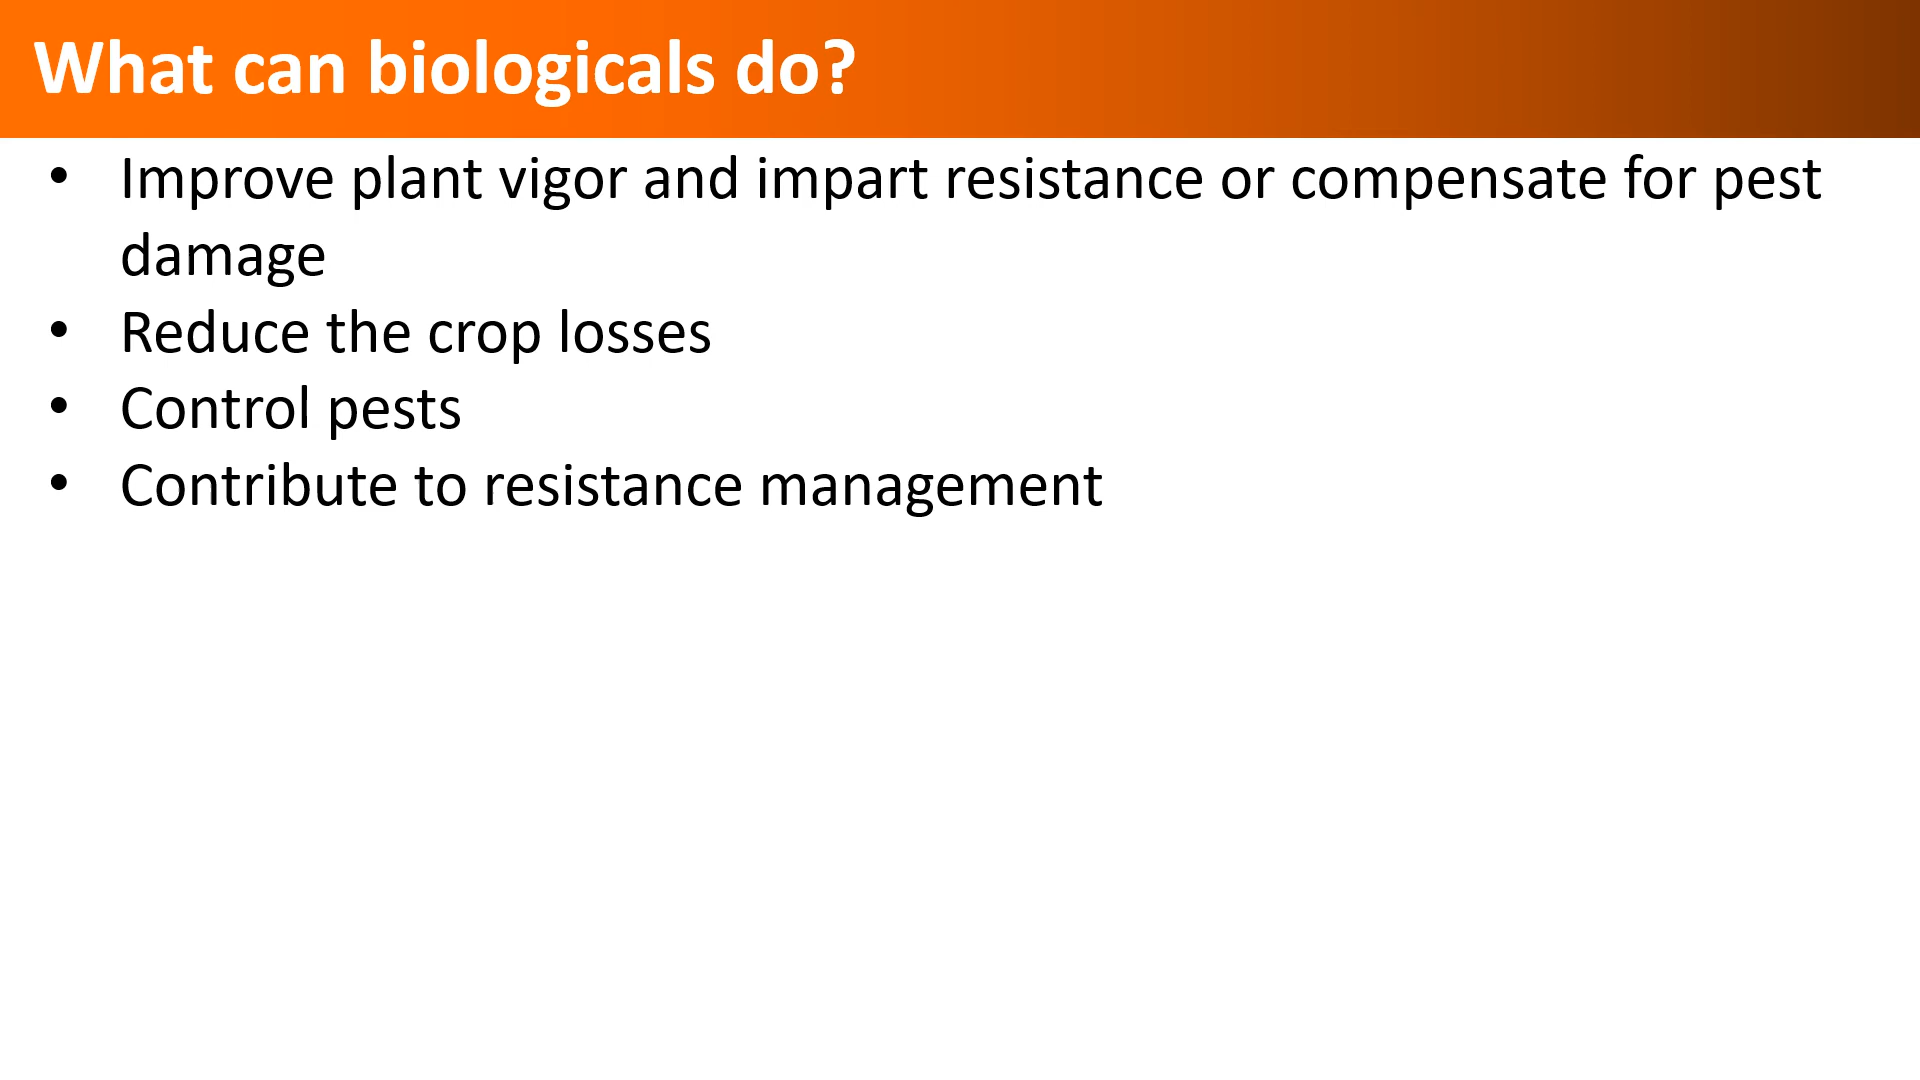 What can biologicals do?
• Improve plant vigor and impart resistance or compensate for pest
damage
• Reduce the crop losses
• Control pests
• Contribute to resistance management